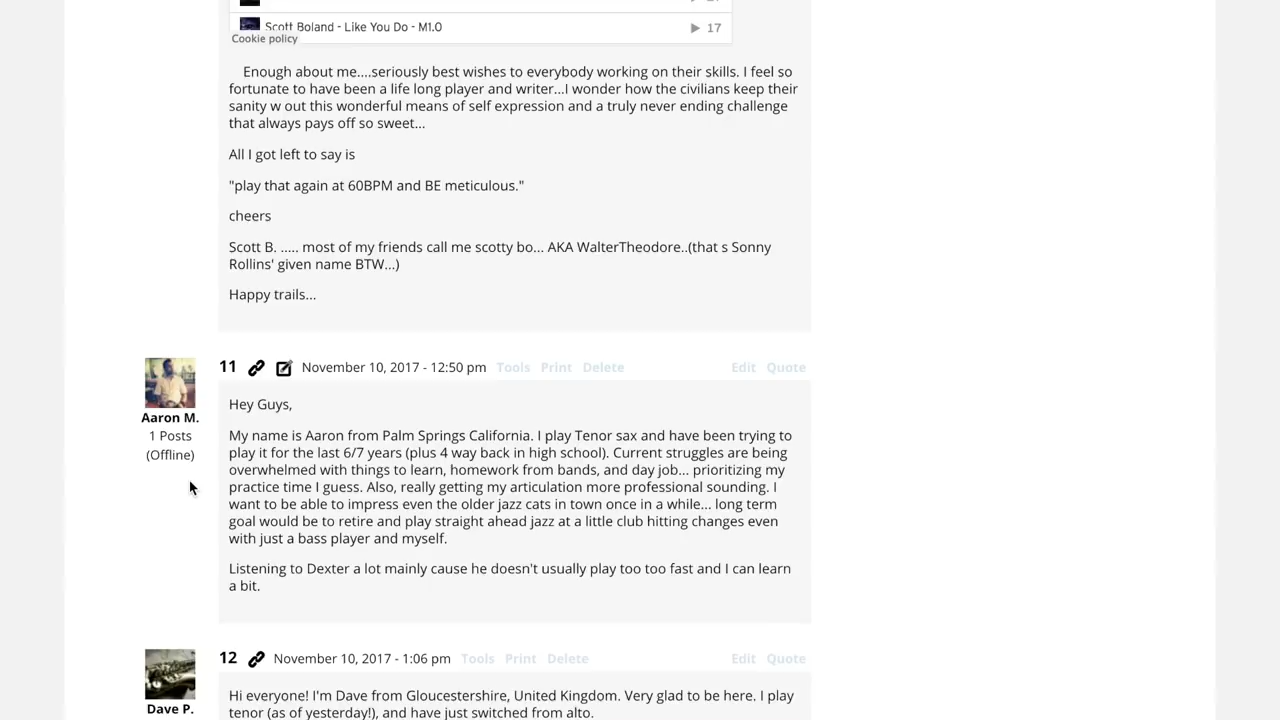 Scott Boland - Like You Do - M1.0
17
Cookie policy
Enough about me....seriously best wishes to everybody working on their skills. I feel so
fortunate to have been a life long player and writer...I wonder how the civilians keep their
sanity w out this wonderful means of self expression and a truly never ending challenge
that always pays off so sweet...
All I got left to say is
"play that again at 60BPM and BE meticulous."
cheers
Scott B. ..... most of my friends call me scotty bo... AKA WalterTheodore..(that s Sonny
Rollins' given name BTW...)
Happy trails...
11 November 10, 2017 - 12:50 pm Tools Print Delete Edit Quote
Aaron M.
1 Posts
(Offline)
Hey Guys,
My name is Aaron from Palm Springs California. I play Tenor sax and have been trying to
play it for the last 6/7 years (plus 4 way back in high school). Current struggles are being
overwhelmed with things to learn, homework from bands, and day job... prioritizing my
practice time I guess. Also, really getting my articulation more professional sounding. I
want to be able to impress even the older jazz cats in town once in a while... long term
goal would be to retire and play straight ahead jazz at a little club hitting changes even
with just a bass player and myself.
Listening to Dexter a lot mainly cause he doesn't usually play too too fast and I can learn
a bit.
12 November 10, 2017 - 1:06 pm Tools Print Delete Edit Quote
Dave P.
Hi everyone! I'm Dave from Gloucestershire, United Kingdom. Very glad to be here. I play
tenor (as of yesterday!), and have just switched from alto.